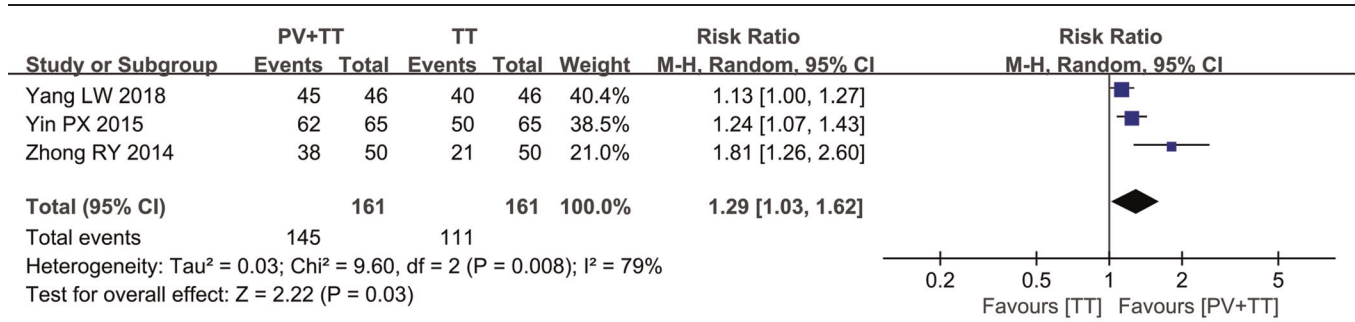 PV+TT TT Risk Ratio Risk Ratio
Study or Subgroup Events Total Events Total Weight M-H, Random, 95% CI M-H, Random, 95% CI
Yang LW 2018 45 46 40 46 40.4% 1.13 [1.00, 1.27]
Yin PX 2015 62 65 50 65 38.5% 1.24 [1.07, 1.43]
Zhong RY 2014 38 50 21 50 21.0% 1.81 [1.26, 2.60]
Total (95% CI) 161 161 100.0% 1.29 [1.03, 1.62]
Total events 145 111
Heterogeneity: Tau² = 0.03; Chi² = 9.60, df = 2 (P = 0.008); I² = 79%
Test for overall effect: Z = 2.22 (P = 0.03)
0.2 0.5 1 2 5
Favours [TT] Favours [PV+TT]